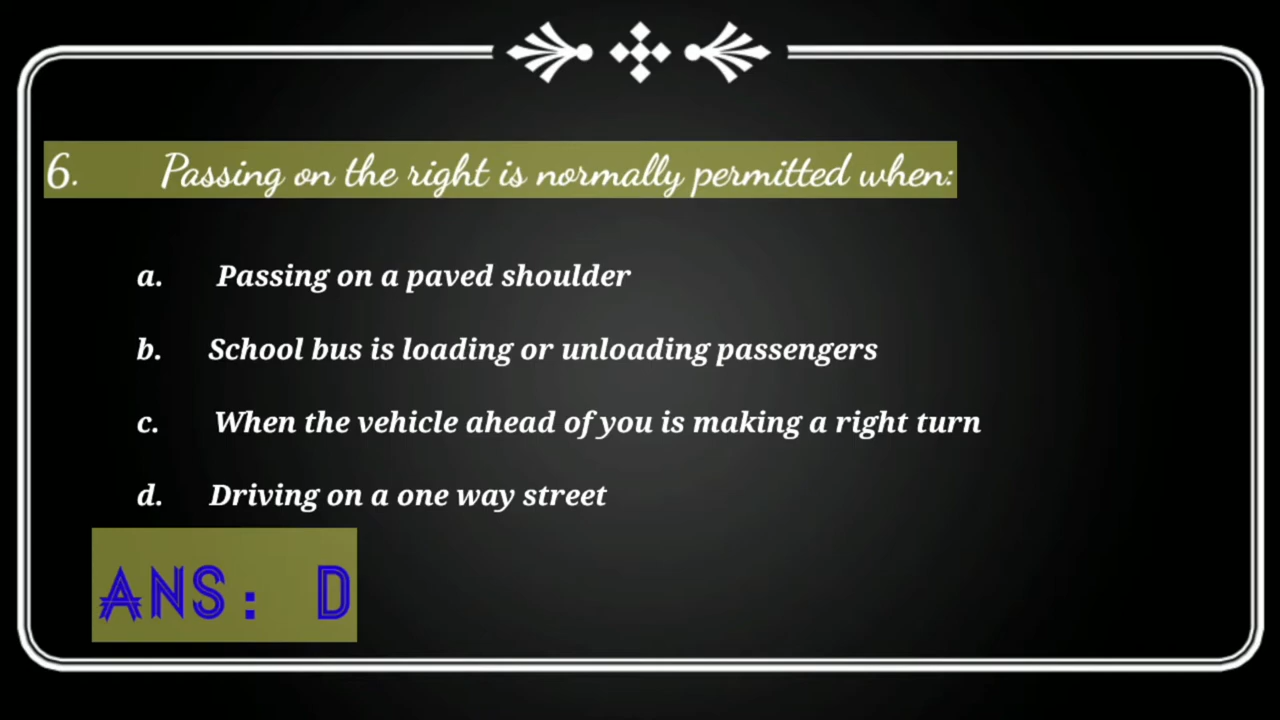 6. Passing on the right is normally permitted when:
a. Passing on a paved shoulder
b. School bus is loading or unloading passengers
c. When the vehicle ahead of you is making a right turn
d. Driving on a one way street
ANS: D